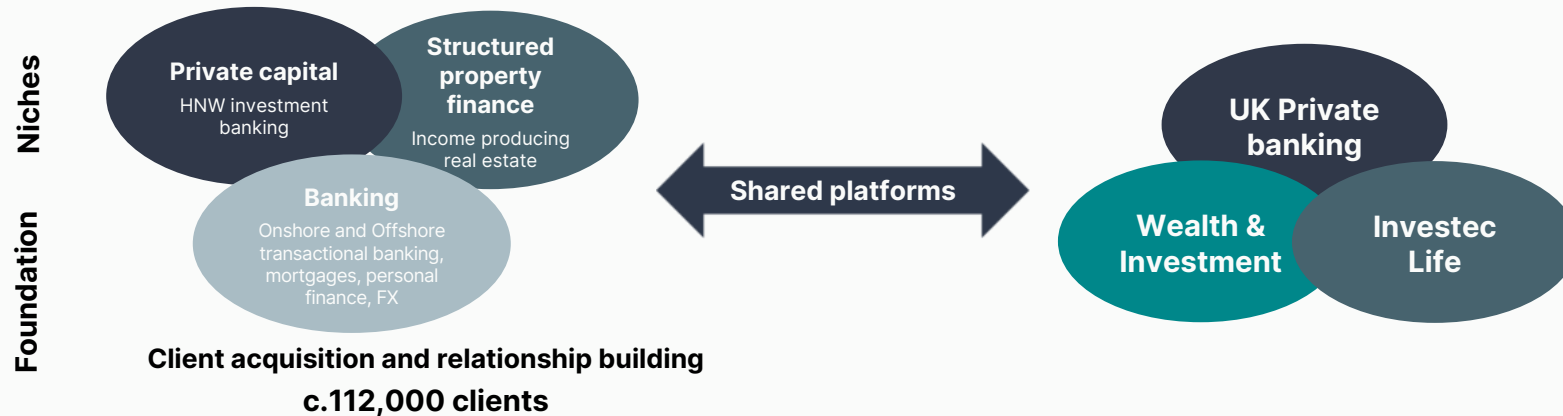 Niches
Foundation
Private capital
HNW investment
banking
Structured
property
finance
Income producing
real estate
Banking
Onshore and Offshore
transactional banking,
mortgages, personal
finance, FX
Client acquisition and relationship building
c.112,000 clients
Shared platforms
UK Private
banking
Wealth &
Investment
Investec
Life